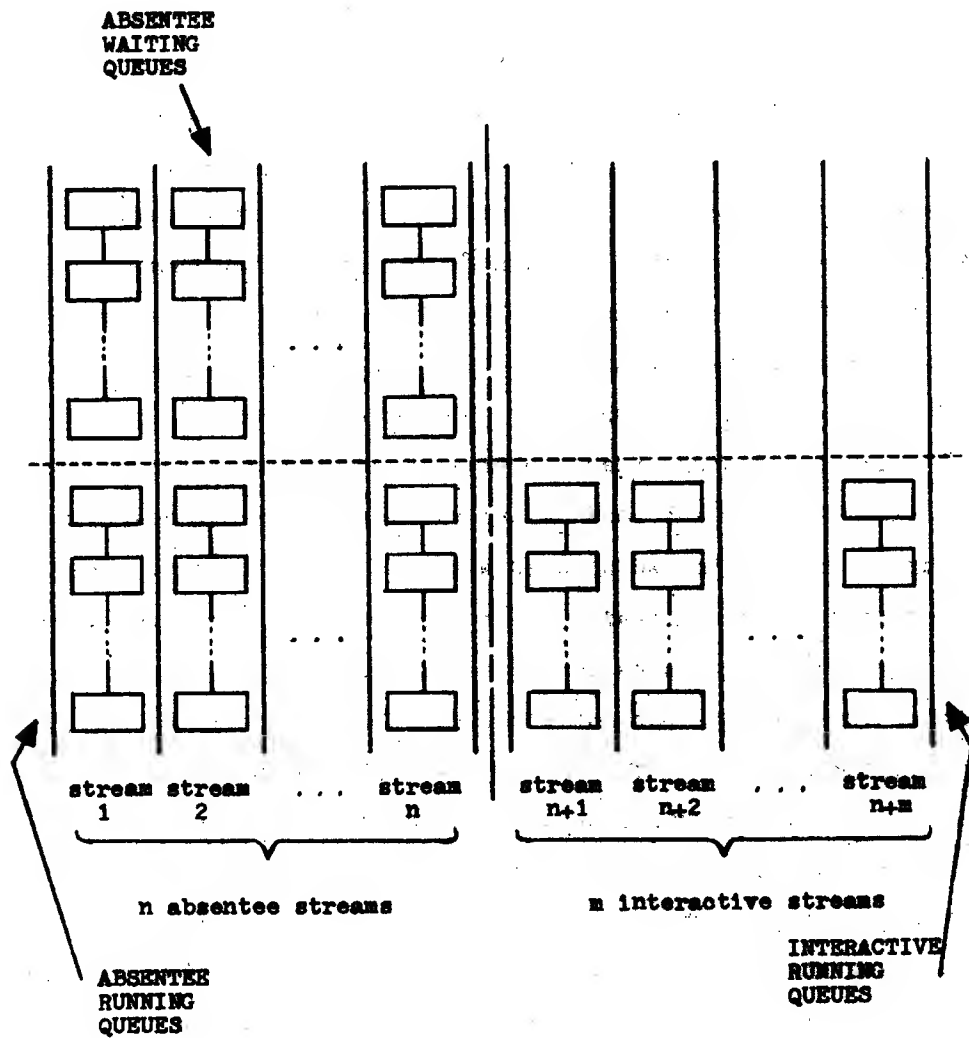 ABSENTEE
WAITING
QUEUES
. . .
. . .
. . .
stream stream . . . stream stream stream . . . stream
1 2 n n+1 n+2 n+m
n absentee streams m interactive streams
ABSENTEE
RUNNING
QUEUES
INTERACTIVE
RUNNING
QUEUES